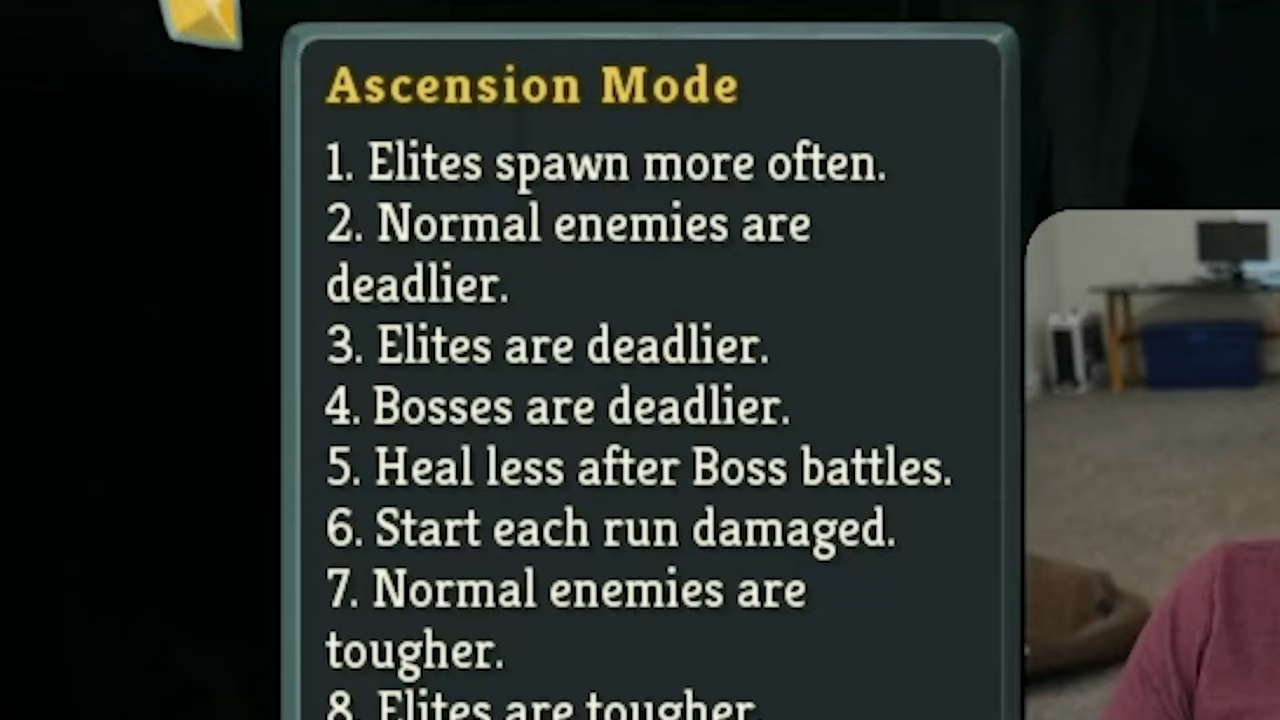 Ascension Mode
1. Elites spawn more often.
2. Normal enemies are
deadlier.
3. Elites are deadlier.
4. Bosses are deadlier.
5. Heal less after Boss battles.
6. Start each run damaged.
7. Normal enemies are
tougher.
8. Elites are tougher.